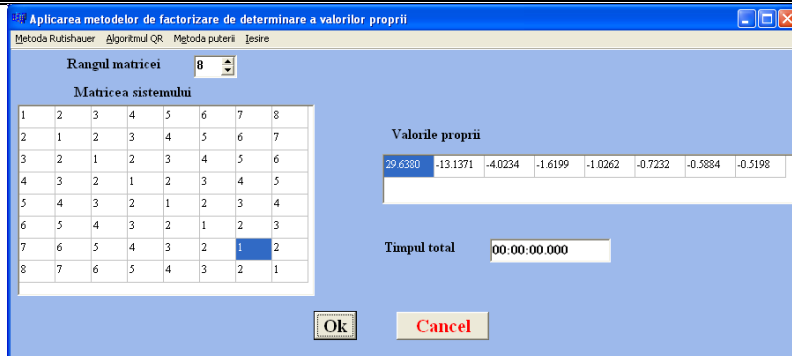 Aplicarea metodelor de factorizare de determinare a valorilor proprii
Metoda Rutishauer Algoritmul QR Metoda puterii Iesire
Rangul matricei 8
Matricea sistemului
1 2 3 4 5 6 7 8
2 1 2 3 4 5 6 7
3 2 1 2 3 4 5 6
4 3 2 1 2 3 4 5
5 4 3 2 1 2 3 4
6 5 4 3 2 1 2 3
7 6 5 4 3 2 1 2
8 7 6 5 4 3 2 1
Valorile proprii
29.6380 -13.1371 -4.0234 -1.6199 -1.0262 -0.7232 -0.5884 -0.5198
Timpul total 00:00:00.000
Ok Cancel